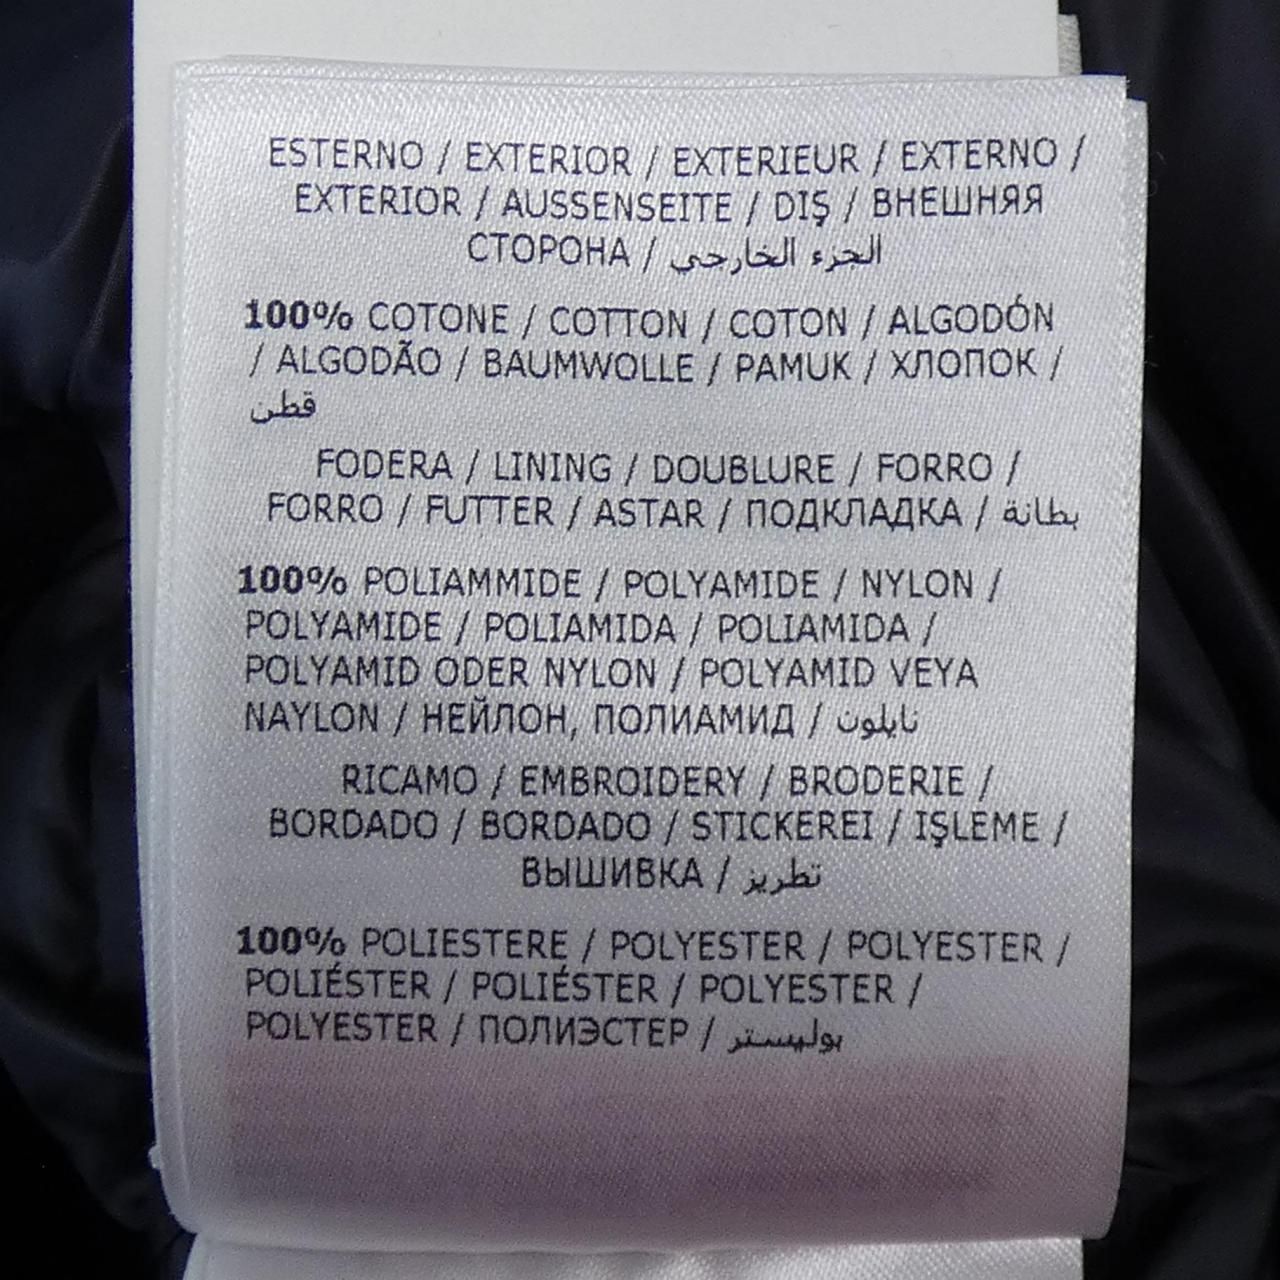 ESTERNO / EXTERIOR / EXTERIEUR / EXTERNO /
EXTERIOR / AUSSENSEITE / DIŞ / ВНЕШНЯЯ
СТОРОНА / الجزء الخارجي
100% COTONE / COTTON / COTON / ALGODÓN
/ ALGODÃO / BAUMWOLLE / PAMUK / ХЛОПОК /
قطن
FODERA / LINING / DOUBLURE / FORRO /
FORRO / FUTTER / ASTAR / ПОДКЛАДКА / بطانة
100% POLIAMMIDE / POLYAMIDE / NYLON /
POLYAMIDE / POLIAMIDA / POLIAMIDA /
POLYAMID ODER NYLON / POLYAMID VEYA
NAYLON / НЕЙЛОН, ПОЛИАМИД / نايلون
RICAMO / EMBROIDERY / BRODERIE /
BORDADO / BORDADO / STICKEREI / IŞLEME /
ВЫШИВКА / تطريز
100% POLIESTERE / POLYESTER / POLYESTER /
POLIÉSTER / POLIÉSTER / POLYESTER /
POLYESTER / ПОЛИЭСТЕР / بوليستر